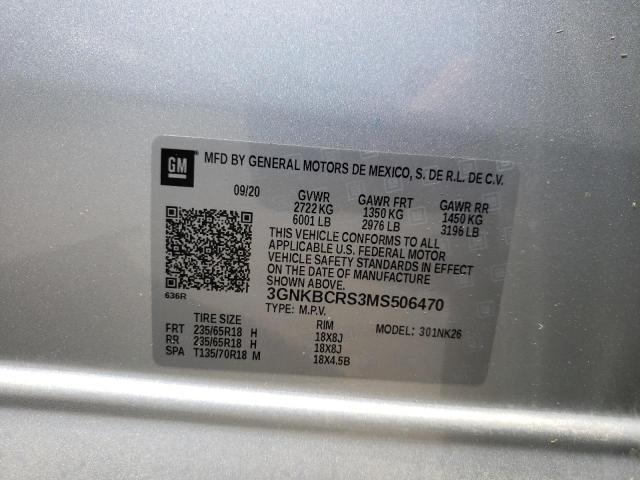 GM MFD BY GENERAL MOTORS DE MEXICO, S. DE R.L. DE C.V.
09/20 GVWR GAWR FRT GAWR RR
2722 KG 1350 KG 1450 KG
6001 LB 2976 LB 3196 LB
THIS VEHICLE CONFORMS TO ALL
APPLICABLE U.S. FEDERAL MOTOR
VEHICLE SAFETY STANDARDS IN EFFECT
ON THE DATE OF MANUFACTURE
SHOWN ABOVE.
636R 3GNKBCRS3MS506470
TYPE: M.P.V. MODEL: 301NK26
TIRE SIZE RIM
FRT 235/65R18 H 18X8J
RR 235/65R18 H 18X8J
SPA T135/70R18 M 18X4.5B